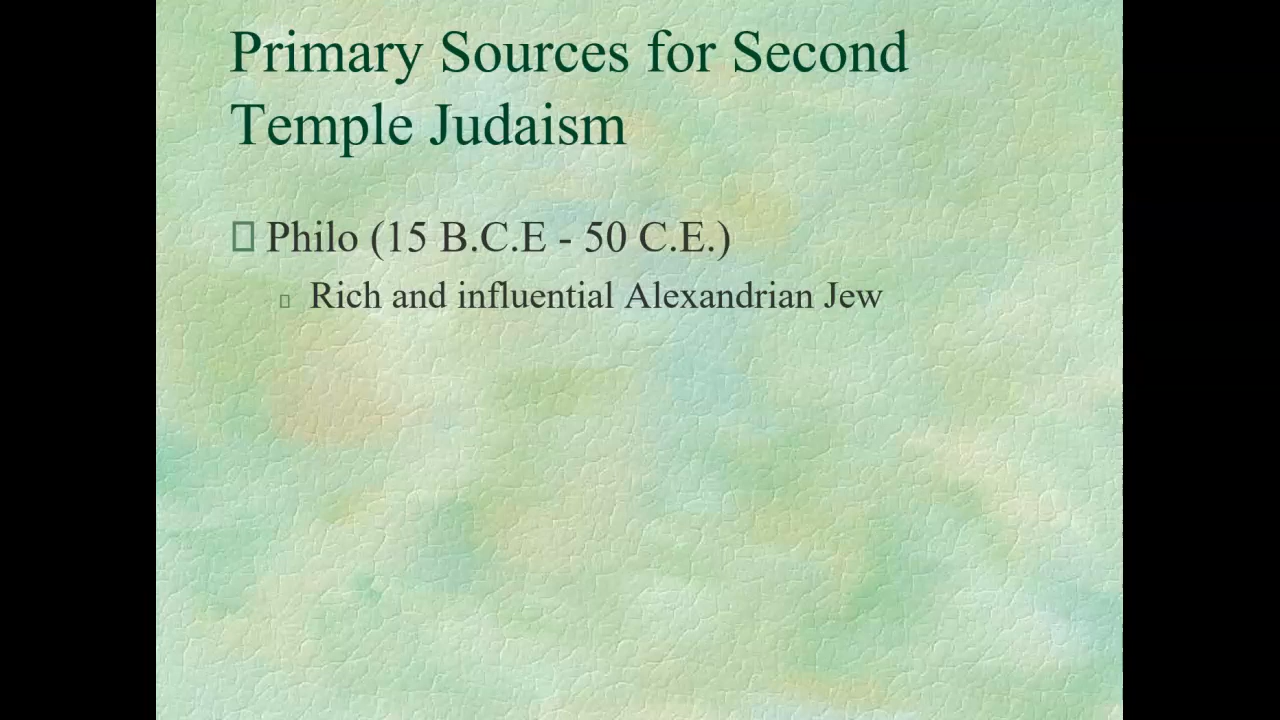 Primary Sources for Second
Temple Judaism
Philo (15 B.C.E - 50 C.E.)
Rich and influential Alexandrian Jew